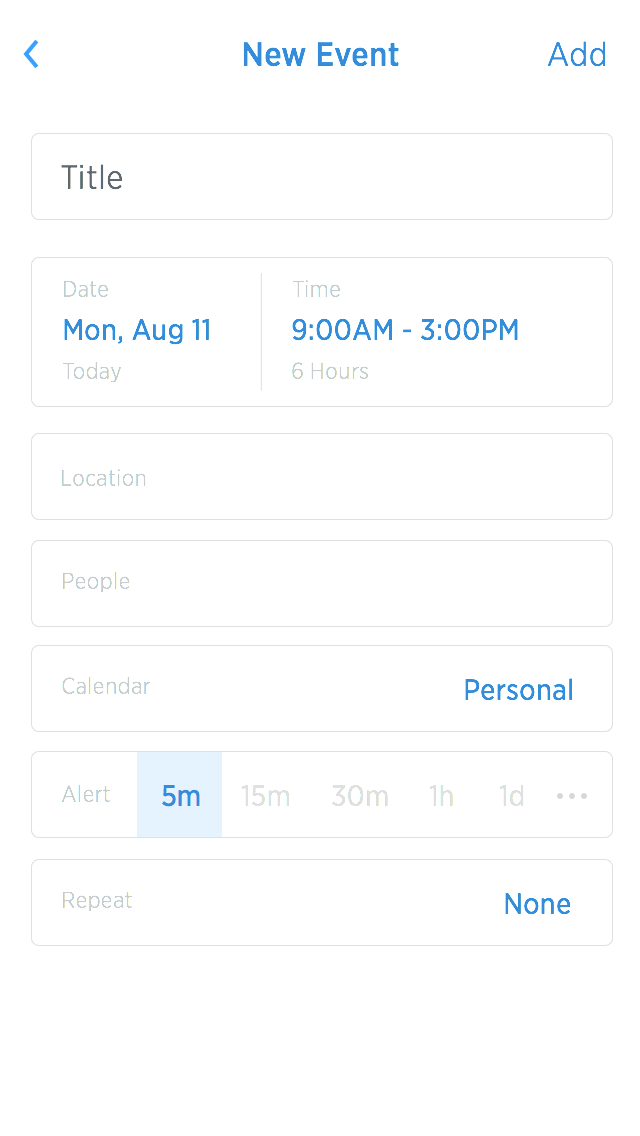 New Event Add
Title
Date Time
Mon, Aug 11 9:00AM - 3:00PM
Today 6 Hours
Location
People
Calendar Personal
Alert 5m 15m 30m 1h 1d ...
Repeat None